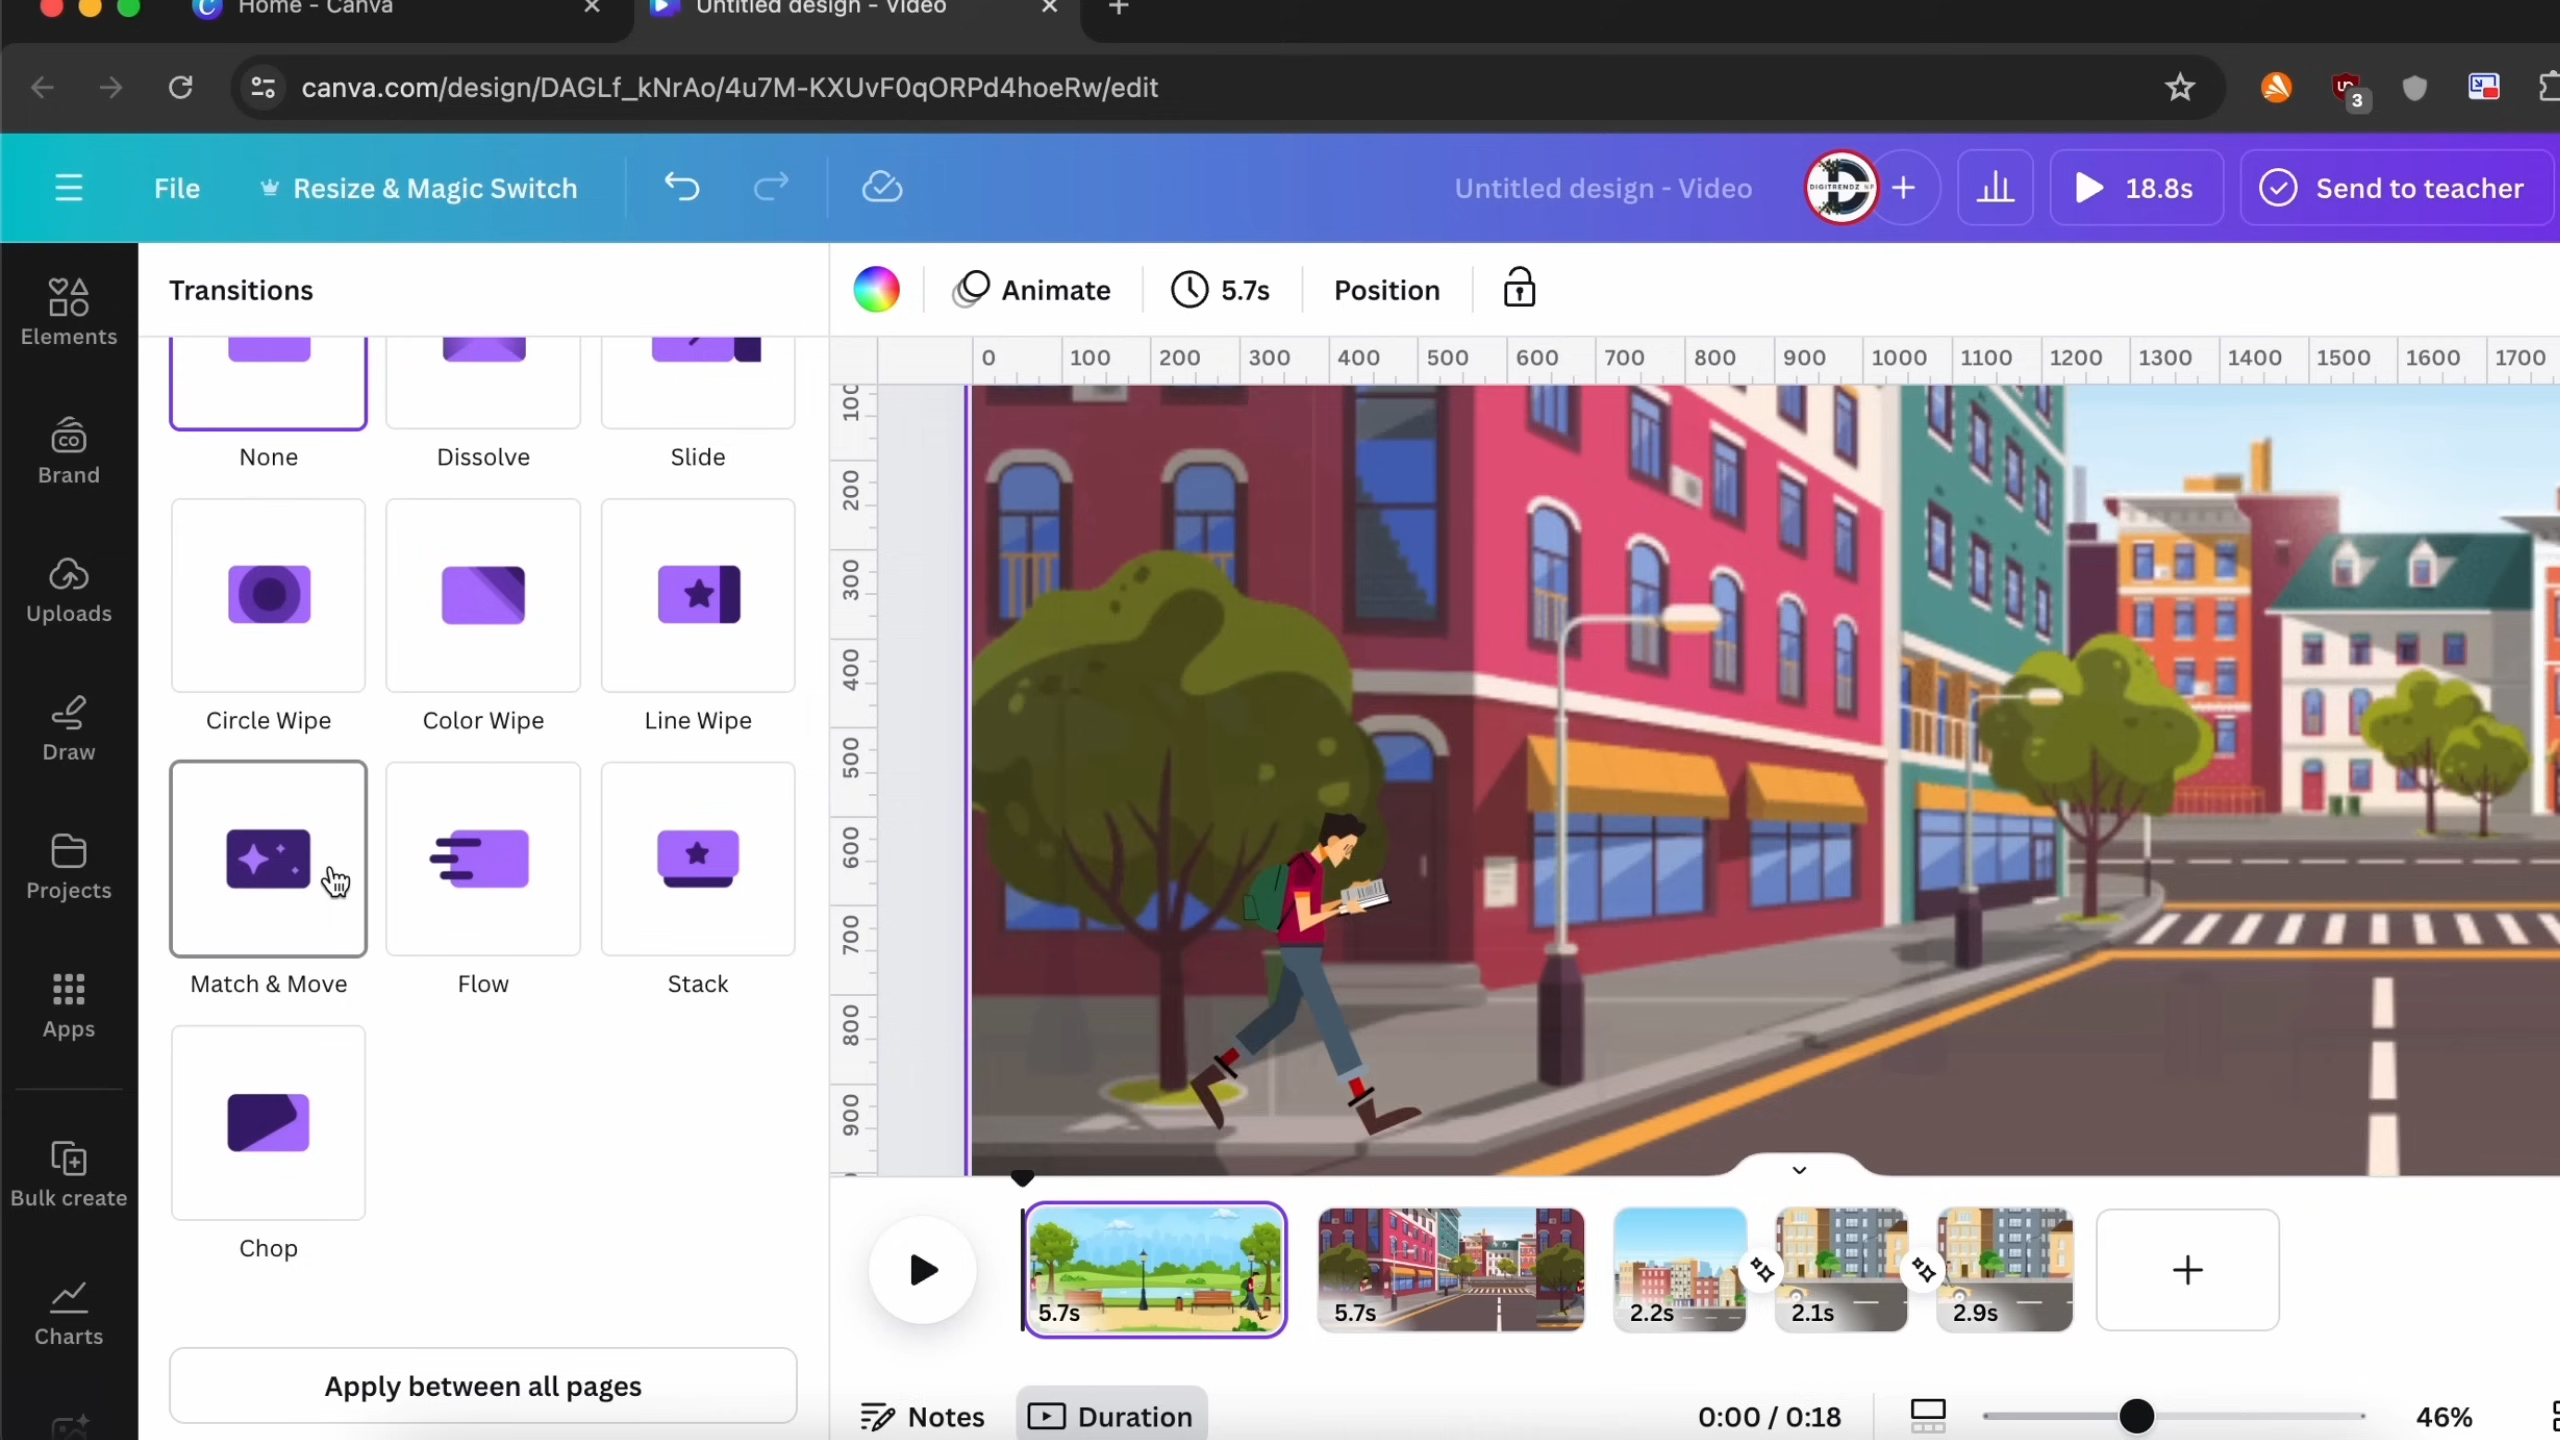 Home - Canva
Untitled design - Video
canva.com/design/DAGLf_kNrAo/4u7M-KXUvF0qORPd4hoeRw/edit
3
File
Resize & Magic Switch
Untitled design - Video
DIGITRENDZ NP
18.8s
Send to teacher
Elements
Brand
Uploads
Draw
Projects
Apps
Bulk create
Charts
Transitions
None
Dissolve
Slide
Circle Wipe
Color Wipe
Line Wipe
Match & Move
Flow
Stack
Chop
Apply between all pages
Animate
5.7s
Position
0 100 200 300 400 500 600 700 800 900 1000 1100 1200 1300 1400 1500 1600 1700
100
200
300
400
500
600
700
800
900
5.7s
5.7s
2.2s
2.1s
2.9s
Notes
Duration
0:00 / 0:18
46%